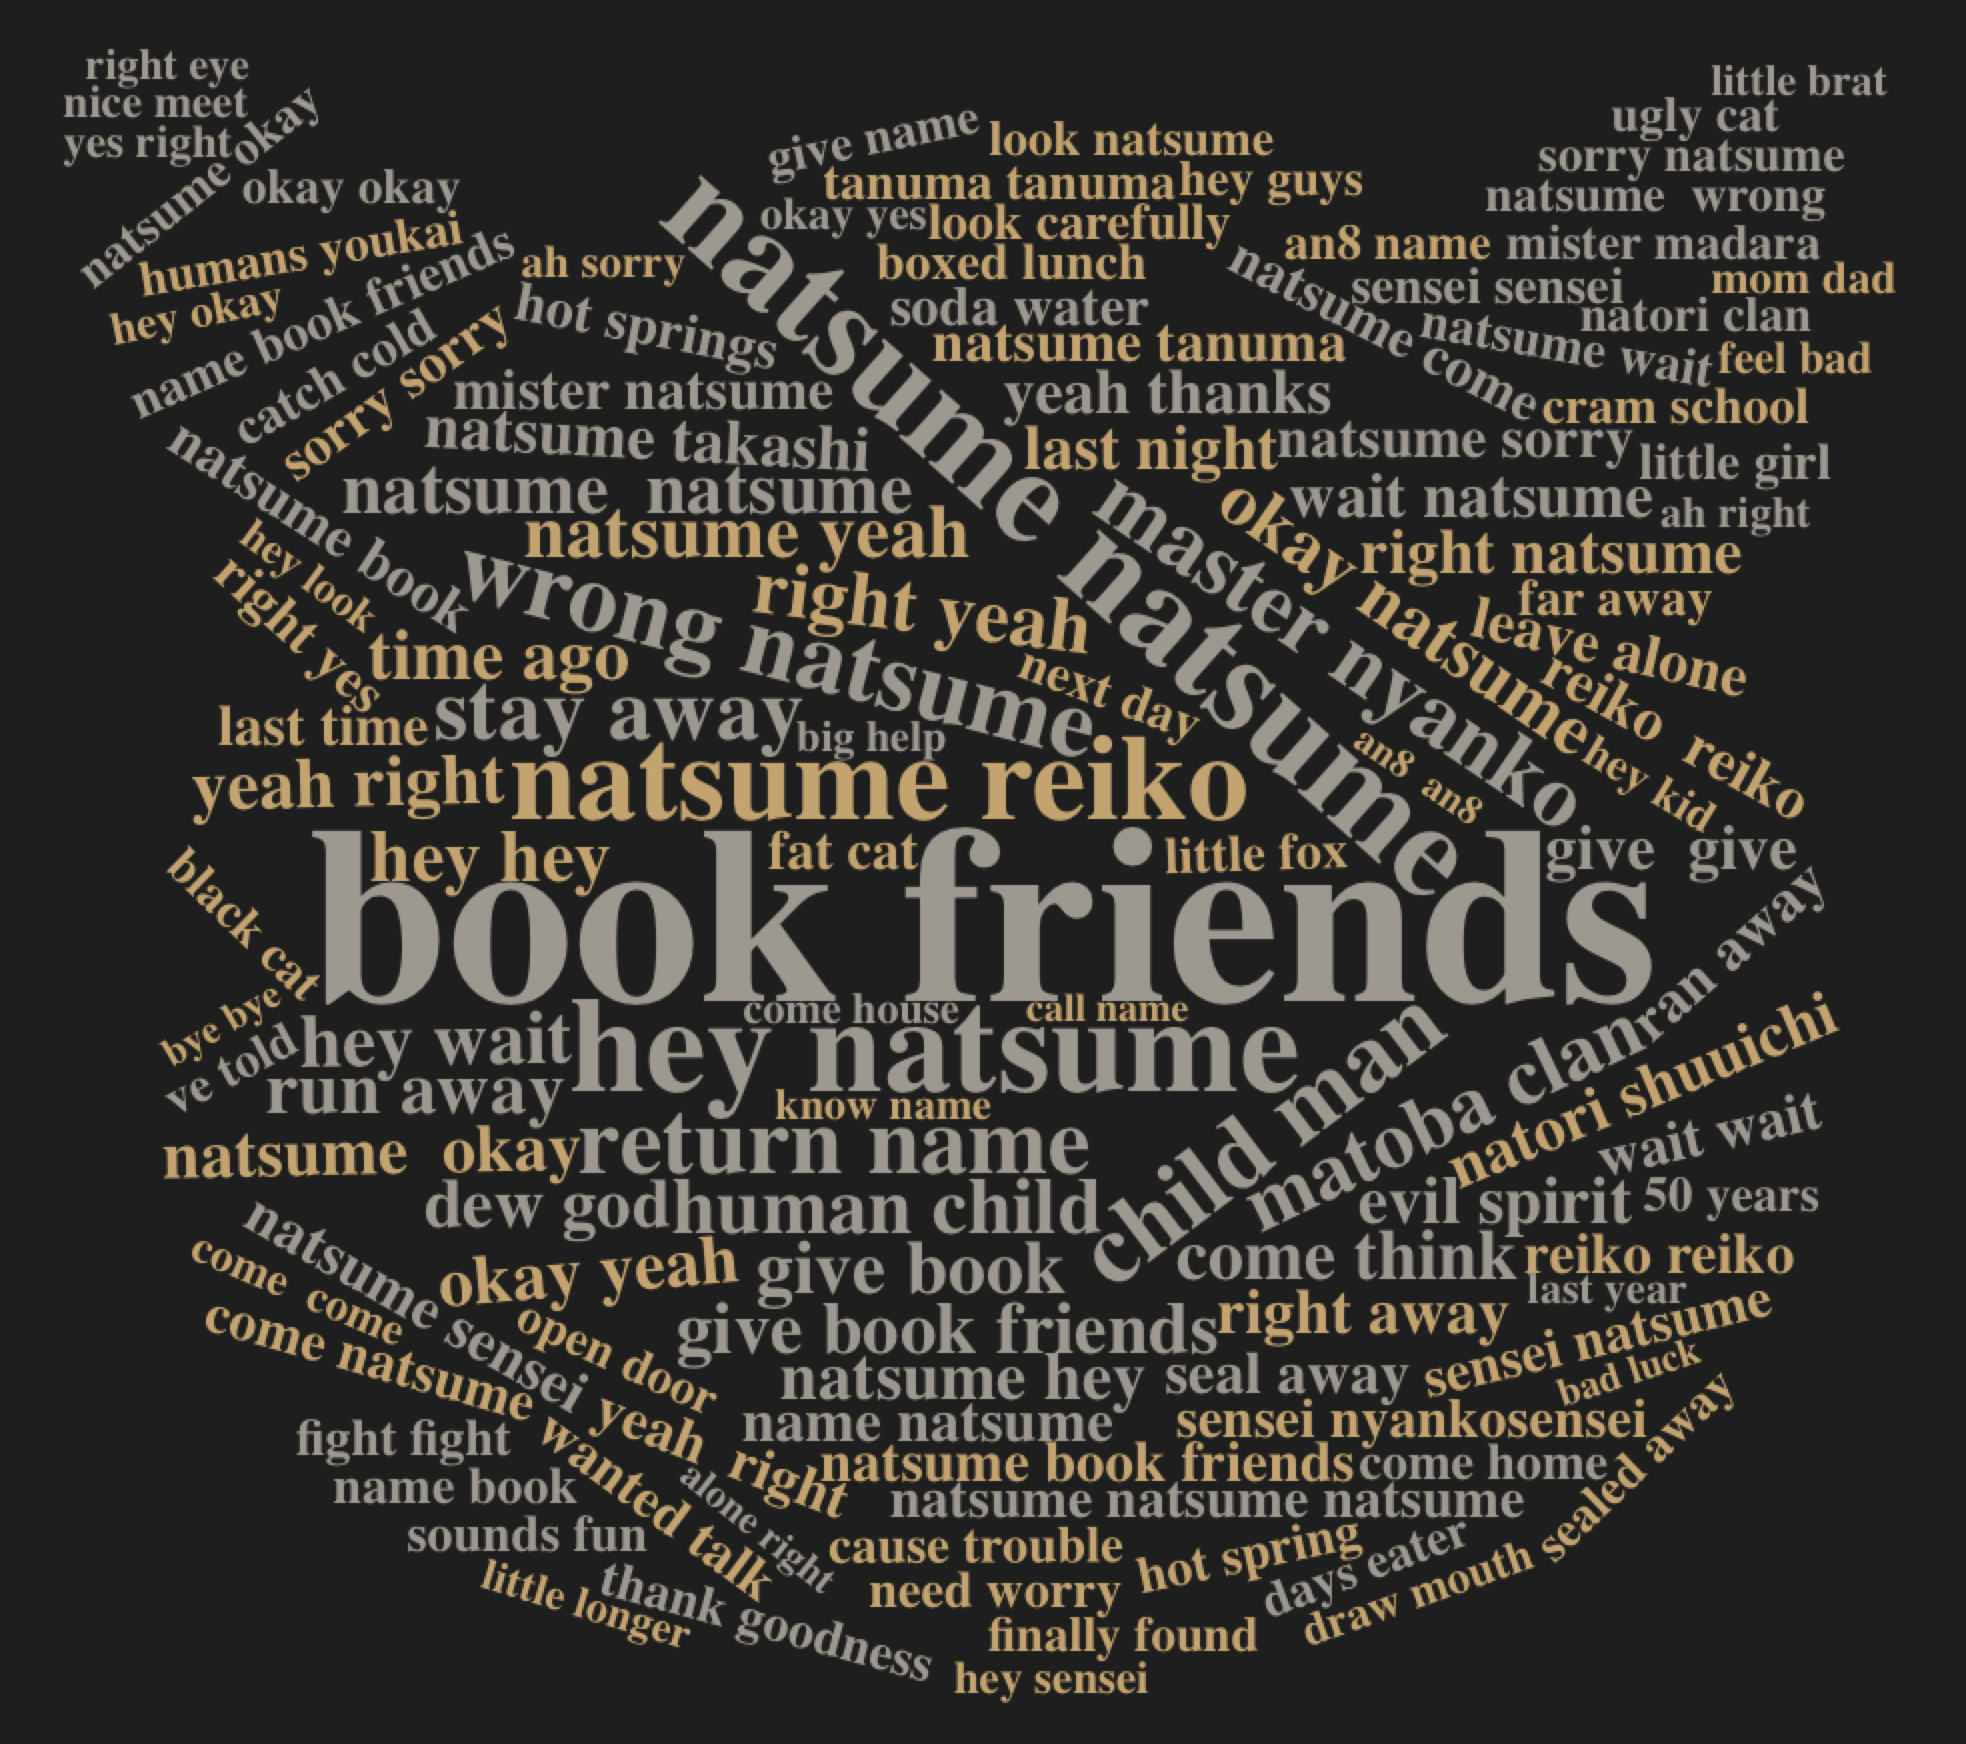 right eye
nice meet
yes right
natsume okay
okay okay
humans youkai
hey okay
name book friends
catch cold
sorry sorry
ah sorry
hot springs
give name
look natsume
tanuma tanuma
hey guys
okay yes
look carefully
boxed lunch
soda water
natsume tanuma
little brat
ugly cat
sorry natsume
natsume wrong
an8 name
mister madara
sensei sensei
mom dad
natori clan
natsume come
natsume wait
feel bad
cram school
mister natsume
yeah thanks
natsume takashi
last night
natsume sorry
little girl
natsume natsume
natsume natsume
wait natsume
ah right
natsume book
natsume yeah
master nyanko
okay natsume
right natsume
hey look
right yes
wrong natsume
right yeah
far away
leave alone
time ago
next day
reiko reiko
last time
stay away
big help
an8 an8
hey kid
yeah right
natsume reiko
hey hey
fat cat
little fox
give give
black cat
book friends
bye bye
ve told
come house
call name
hey wait
hey natsume
child man
matoba clan
ran away
run away
know name
natori shuuichi
natsume okay
return name
wait wait
dew god
human child
evil spirit
50 years
natsume sensei
come come
okay yeah
give book
come think
reiko reiko
last year
come natsume
open door
give book friends
right away
sensei natsume
natsume hey
seal away
bad luck
yeah right
fight fight
name natsume
sensei nyankosensei
wanted talk
natsume book friends
come home
name book
alone right
natsume natsume natsume
sealed away
sounds fun
cause trouble
hot spring
days eater
draw mouth
little longer
thank goodness
need worry
finally found
hey sensei